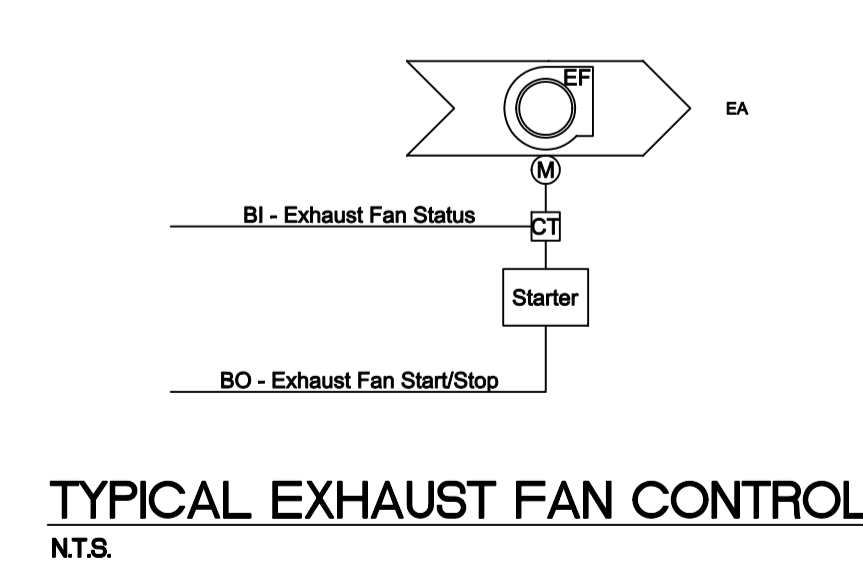 EF
EA
M
BI - Exhaust Fan Status
CT
Starter
BO - Exhaust Fan Start/Stop
TYPICAL EXHAUST FAN CONTROL
N.T.S.